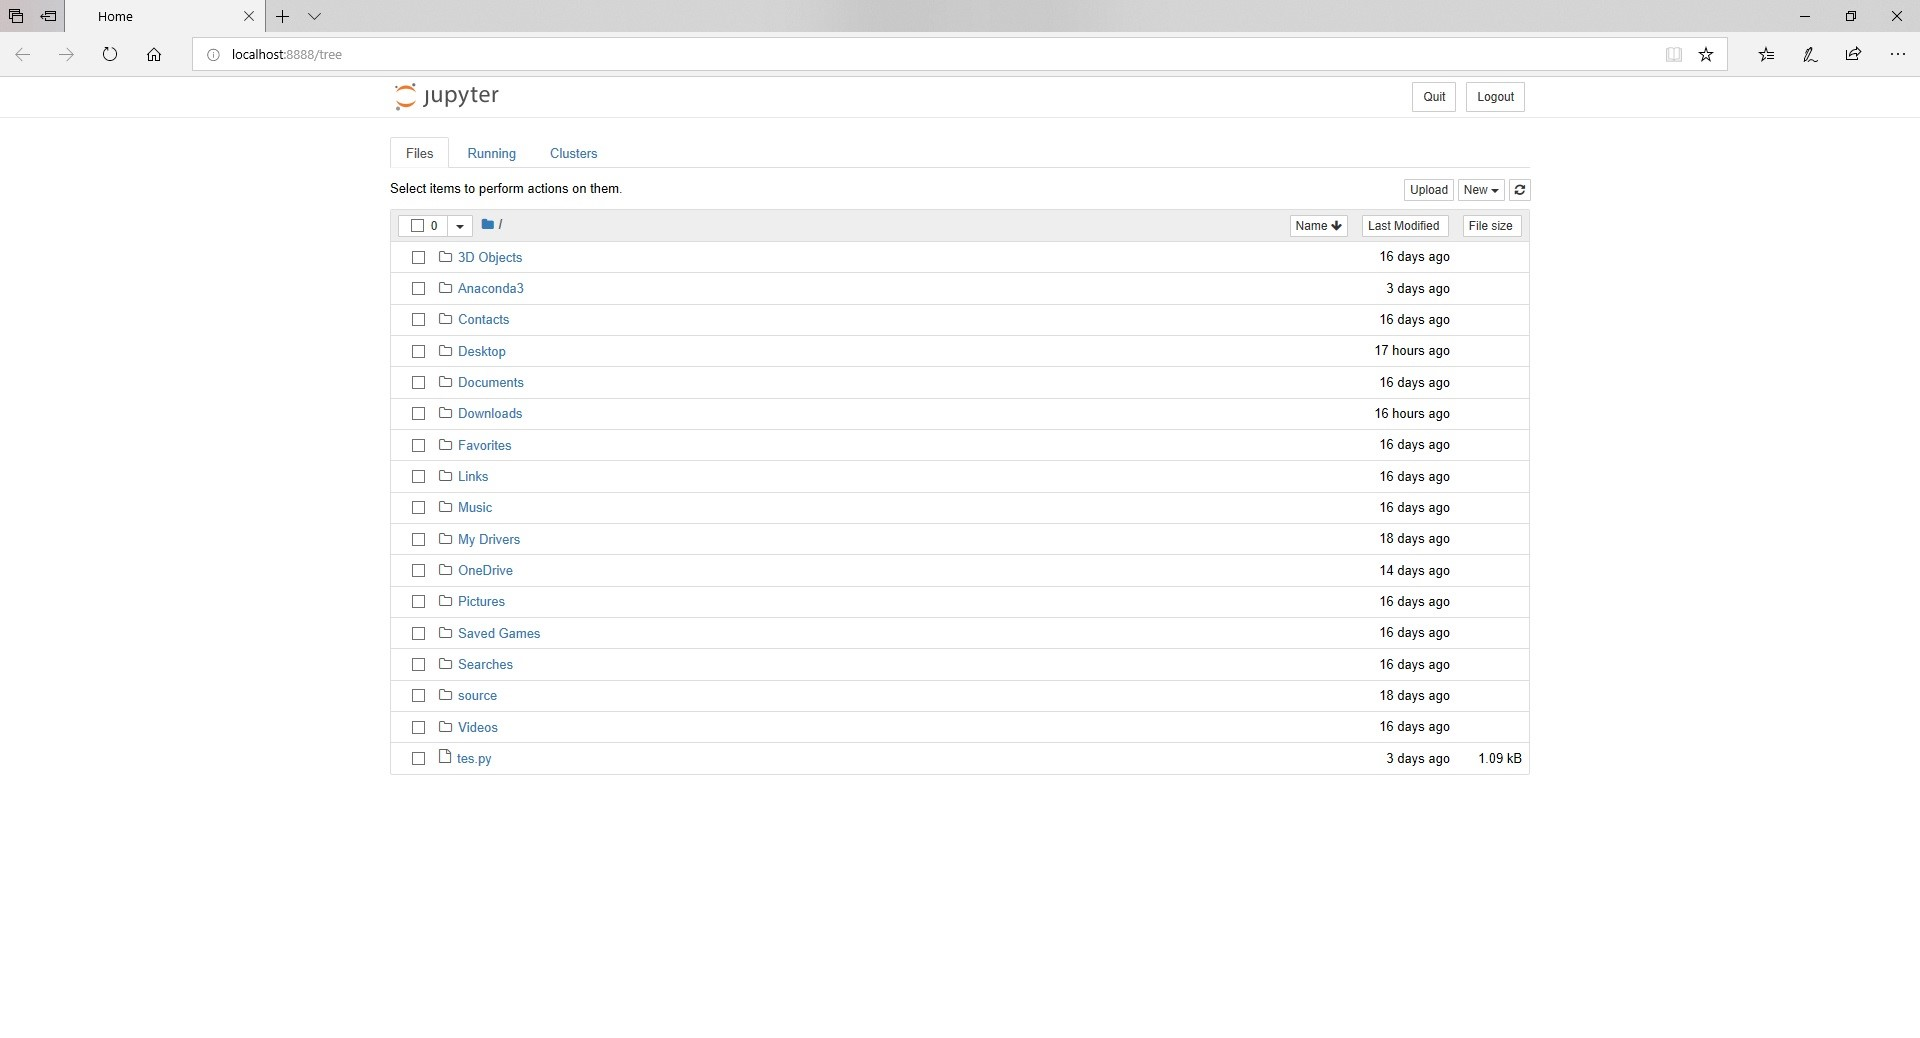 Home
localhost:8888/tree
jupyter
Quit Logout
Files Running Clusters
Select items to perform actions on them.
Upload New
0 / Name Last Modified File size
3D Objects 16 days ago
Anaconda3 3 days ago
Contacts 16 days ago
Desktop 17 hours ago
Documents 16 days ago
Downloads 16 hours ago
Favorites 16 days ago
Links 16 days ago
Music 16 days ago
My Drivers 18 days ago
OneDrive 14 days ago
Pictures 16 days ago
Saved Games 16 days ago
Searches 16 days ago
source 18 days ago
Videos 16 days ago
tes.py 3 days ago 1.09 kB